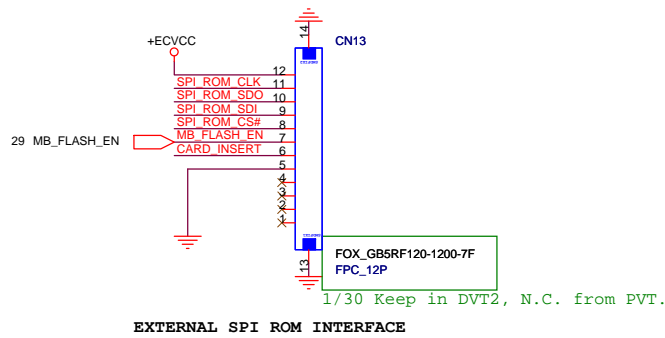 14
CN13
+ECVCC
12
SPI_ROM_CLK 11
SPI_ROM_SDO 10
SPI_ROM_SDI 9
SPI_ROM_CS# 8
29 MB_FLASH_EN MB_FLASH_EN 7
CARD_INSERT 6
5
4
3
2
1
13
FOX_GB5RF120-1200-7F
FPC_12P
1/30 Keep in DVT2, N.C. from PVT.
EXTERNAL SPI ROM INTERFACE